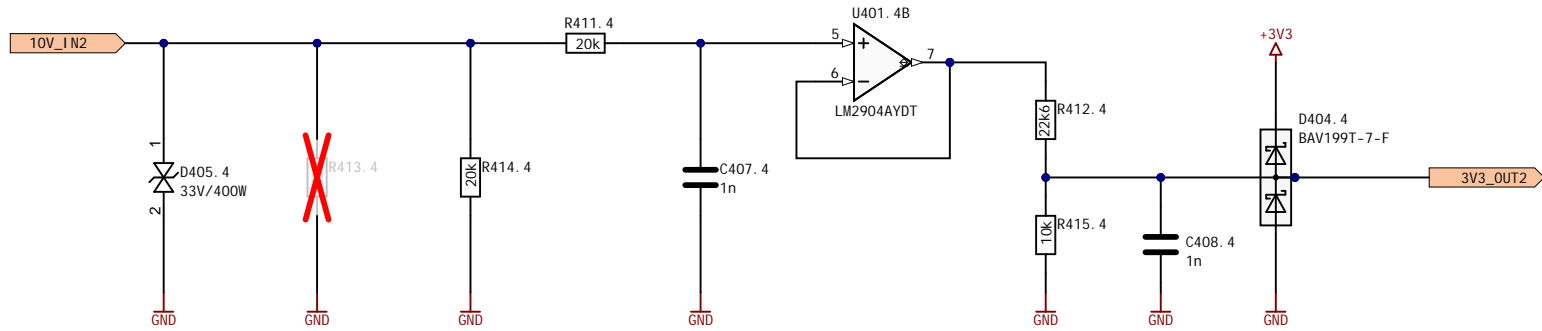 U401.4B
R411.4
+3V3
10V_IN2
20k
5
7
6
LM2904AYDT
22k6
R412.4
D404.4
BAV199T-7-F
1
D405.4
33V/400W
2
R413.4
20k
R414.4
C407.4
1n
3V3_OUT2
10k
R415.4
C408.4
1n
GND
GND
GND
GND
GND
GND
GND